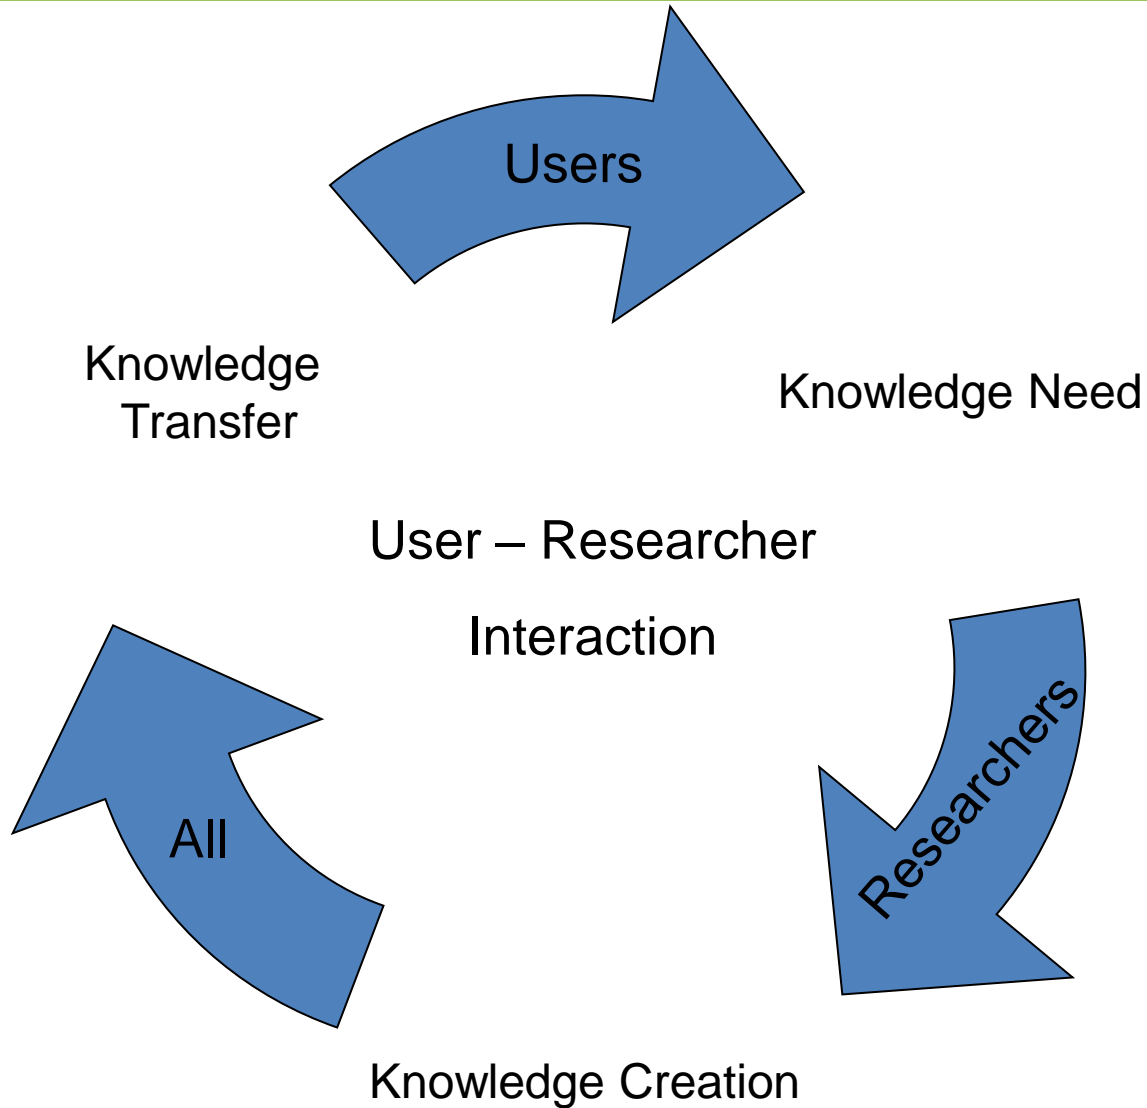 Users
Knowledge
Transfer
Knowledge Need
User – Researcher
Interaction
Researchers
All
Knowledge Creation